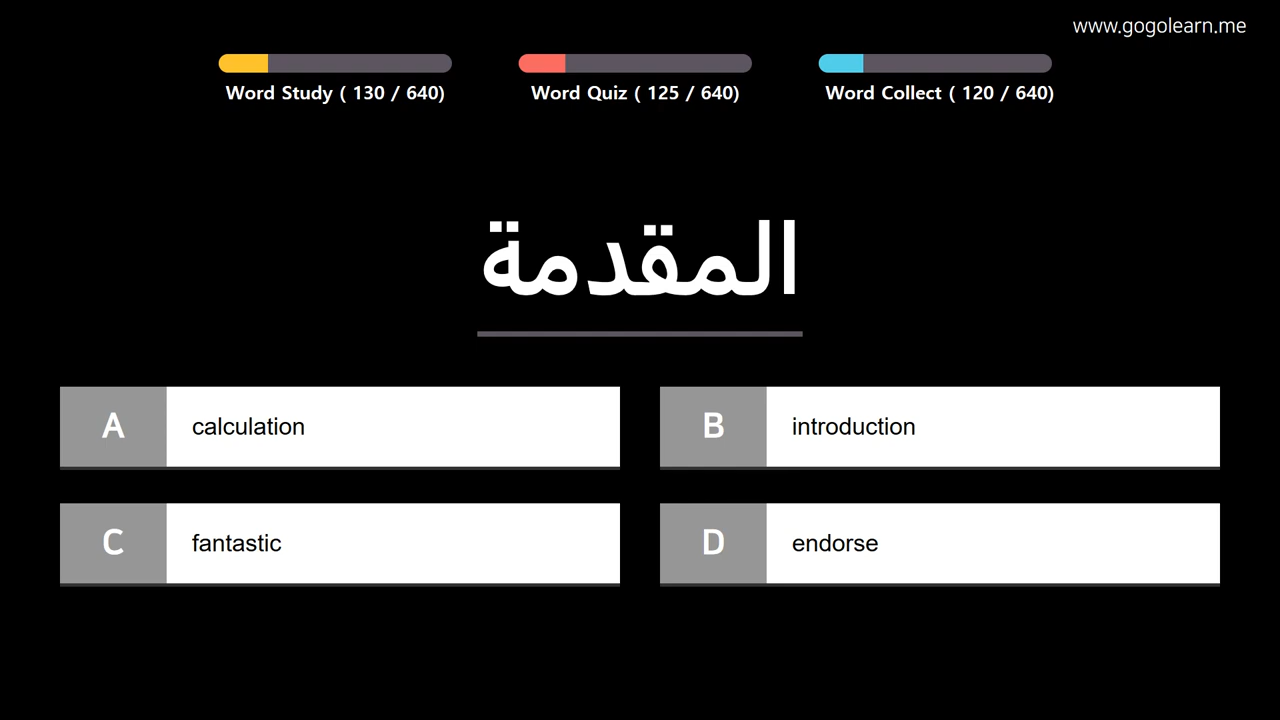 www.gogolearn.me
Word Study ( 130 / 640)
Word Quiz ( 125 / 640)
Word Collect ( 120 / 640)
المقدمة
A calculation
B introduction
C fantastic
D endorse